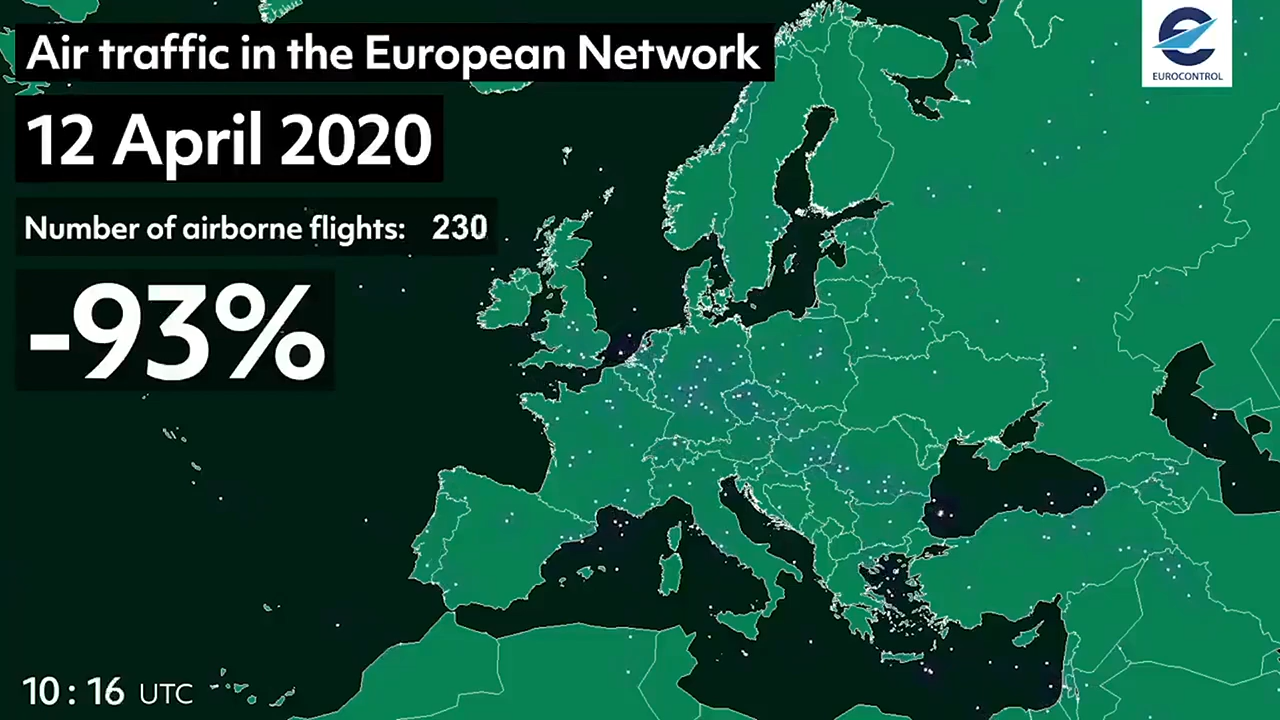 Air traffic in the European Network
12 April 2020
Number of airborne flights: 230
-93%
EUROCONTROL
10 : 16 UTC